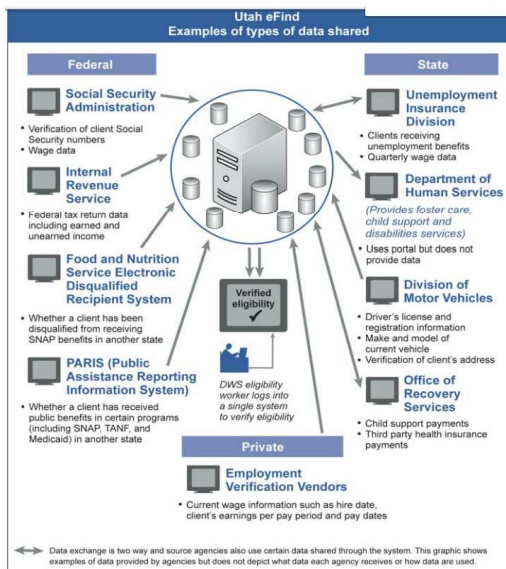 Utah eFind
Examples of types of data shared
Federal
Social Security
Administration
• Verification of client Social
Security numbers
• Wage data
Internal
Revenue
Service
• Federal tax return data
including earned and
unearned income
Food and Nutrition
Service Electronic
Disqualified
Recipient System
• Whether a client has been
disqualified from receiving
SNAP benefits in another state
PARIS (Public
Assistance Reporting
Information System)
• Whether a client has received
public benefits in certain programs
(including SNAP, TANF, and
Medicaid) in another state
Verified
eligibility
DWS eligibility
worker logs into
a single system
to verify eligibility
State
Unemployment
Insurance
Division
• Clients receiving
unemployment benefits
• Quarterly wage data
Department of
Human Services
(Provides foster care,
child support and
disabilities services)
• Uses portal but does not
provide data
Division of
Motor Vehicles
• Driver's license and
registration information
• Make and model of
current vehicle
• Verification of client's address
Office of
Recovery
Services
• Child support payments
• Third party health insurance
payments
Private
Employment
Verification Vendors
• Current wage information such as hire date,
client's earnings per pay period and pay dates
Data exchange is two way and source agencies also use certain data shared through the system. This graphic shows
examples of data provided by agencies but does not depict what data each agency receives or how data are used.